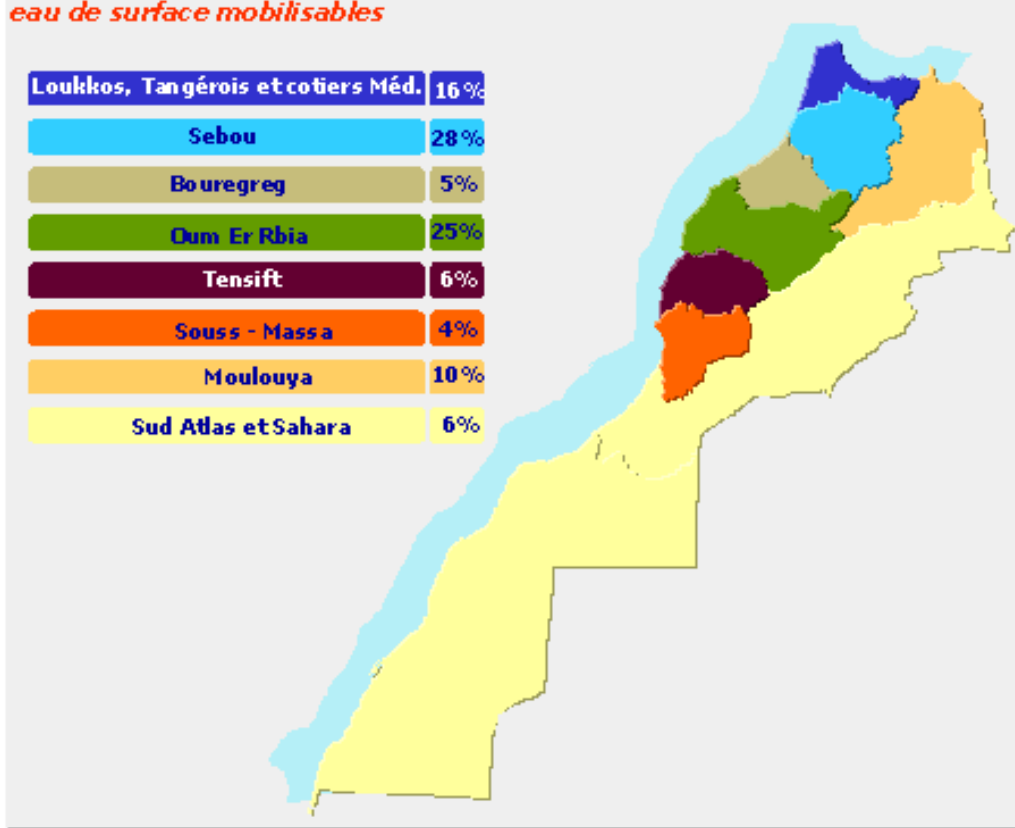 eau de surface mobilisables
Loukkos, Tangérois et cotiers Méd. 16%
Sebou 28%
Bouregreg 5%
Oum Er Rbia 25%
Tensift 6%
Souss - Massa 4%
Moulouya 10%
Sud Atlas et Sahara 6%